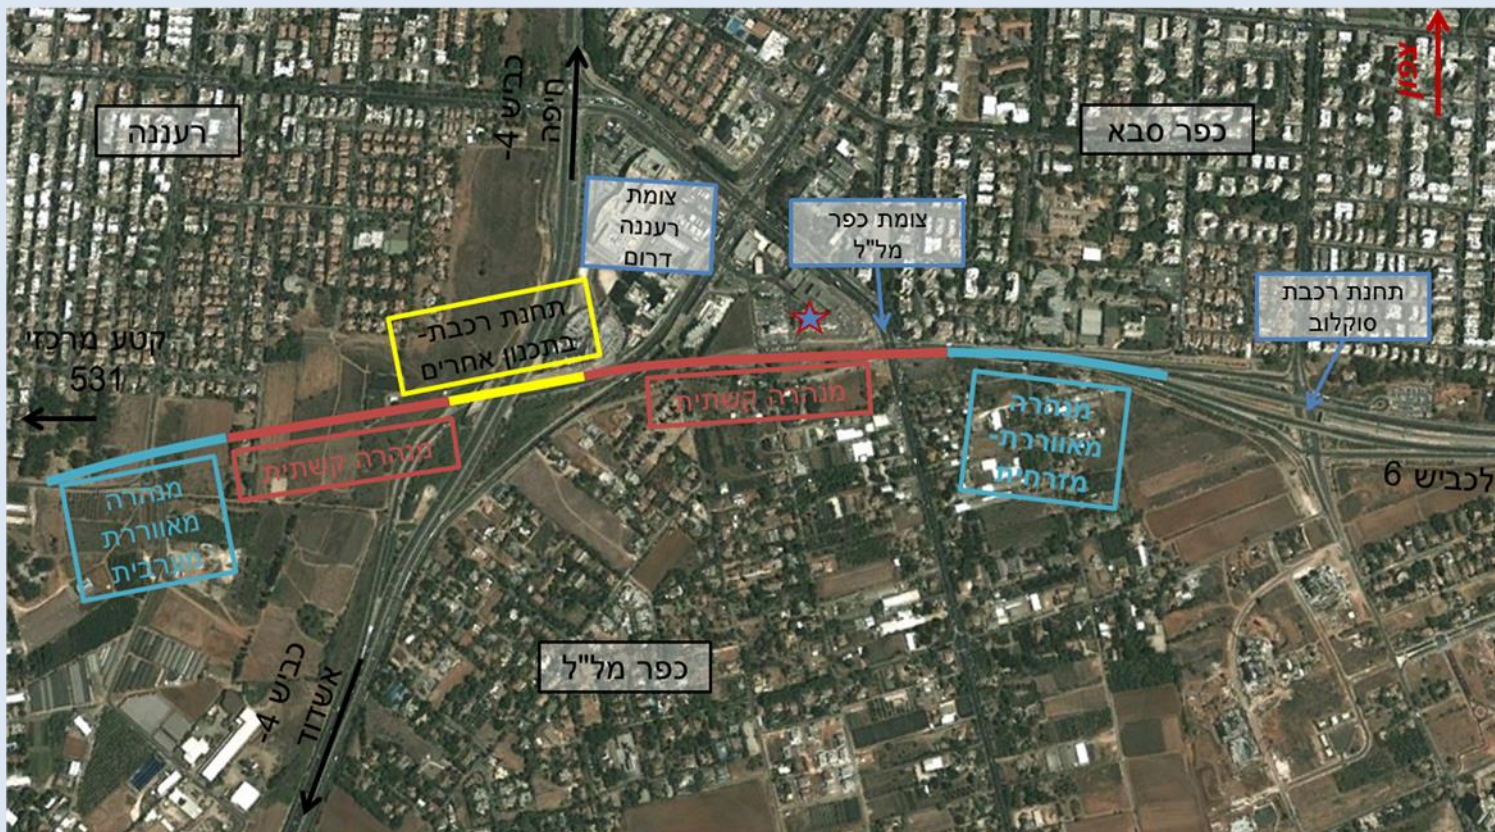 צפון
רעננה
כביש 4-
חיפה
כפר סבא
צומת
רעננה
דרום
צומת כפר
מל"ל
תחנת רכבת
סוקלוב
תחנת רכבת-
בתכנון אחרים
קטע מרכזי
531
מנהרה קשתית
מנהרה קשתית
מנהרה
מאווררת-
מזרחית
לכביש 6
מנהרה
מאווררת
מערבית
כפר מל"ל
כביש 4-
אשדוד